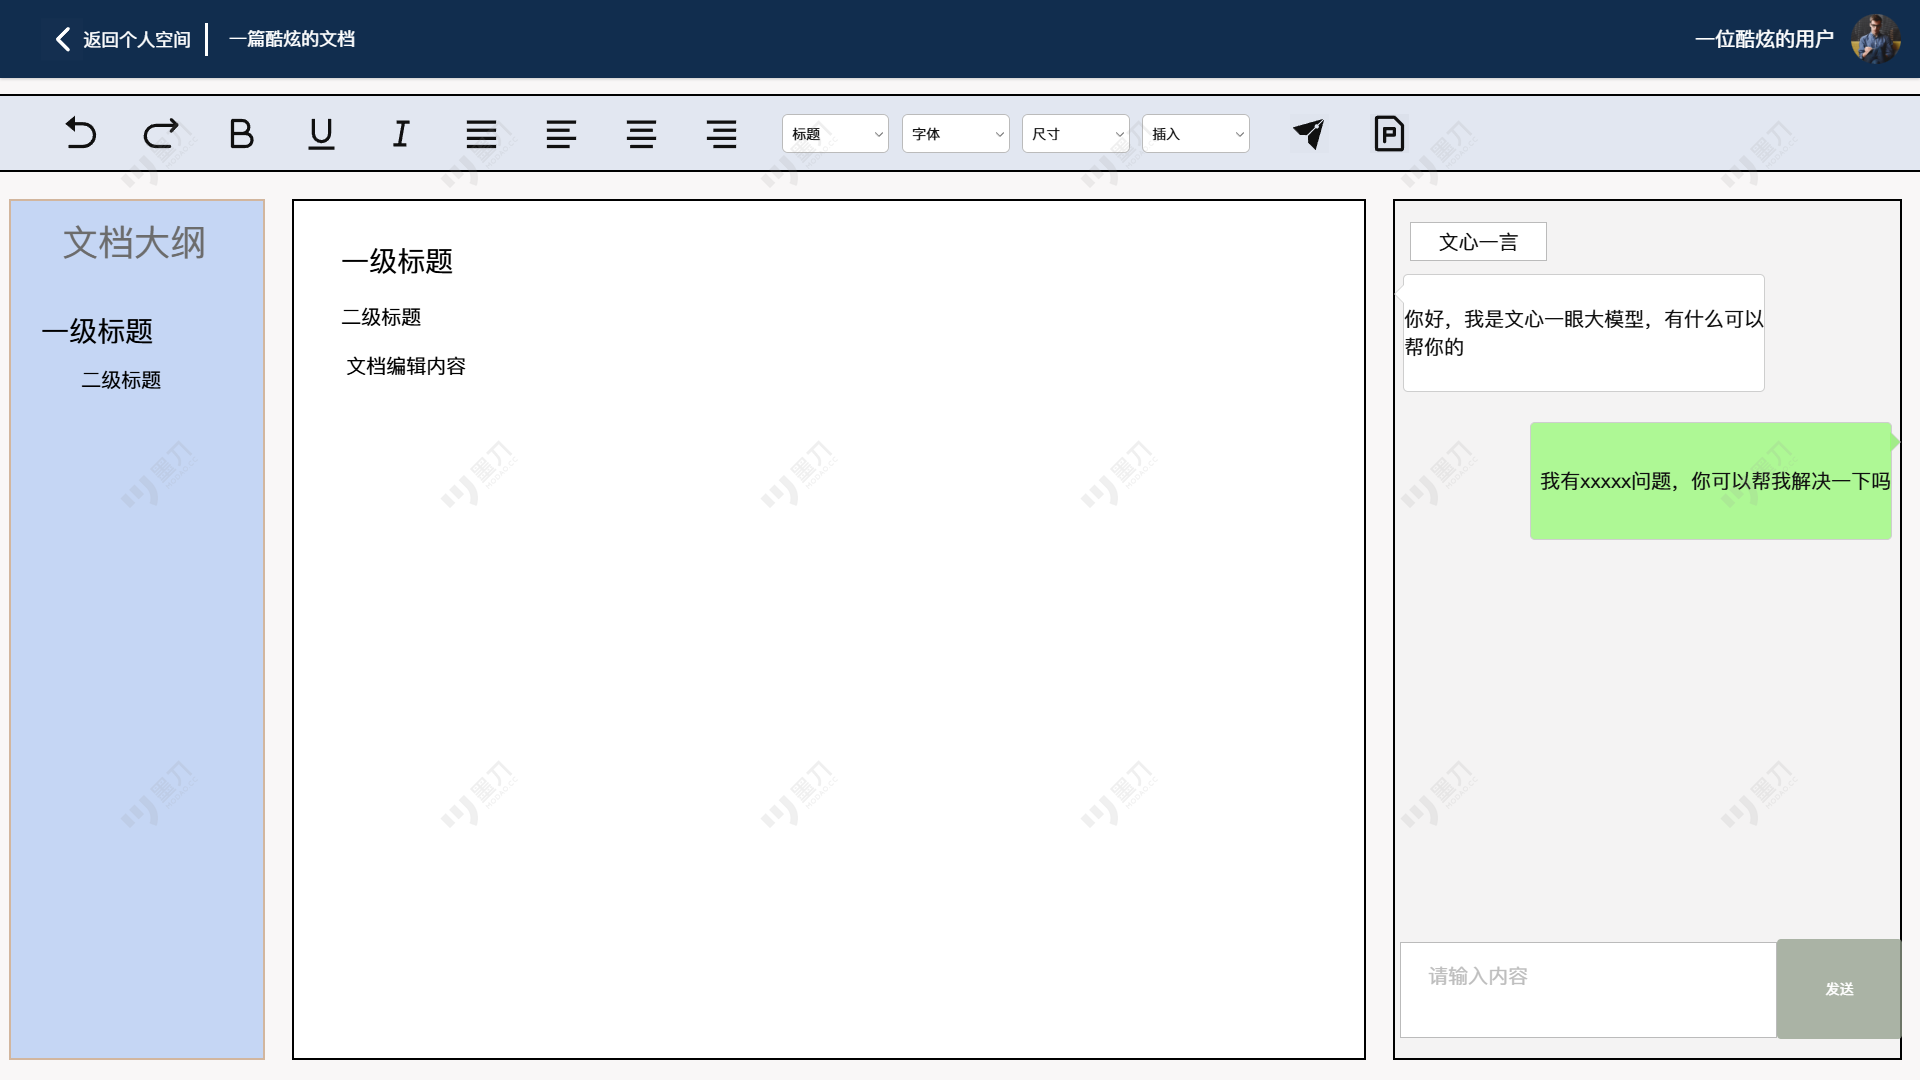 返回个人空间
一篇酷炫的文档
一位酷炫的用户
标题
字体
尺寸
插入
文档大纲
一级标题
二级标题
一级标题
二级标题
文档编辑内容
文心一言
你好，我是文心一眼大模型，有什么可以
帮你的
我有xxxxx问题，你可以帮我解决一下吗
请输入内容
发送
墨刀
MODAO.CC